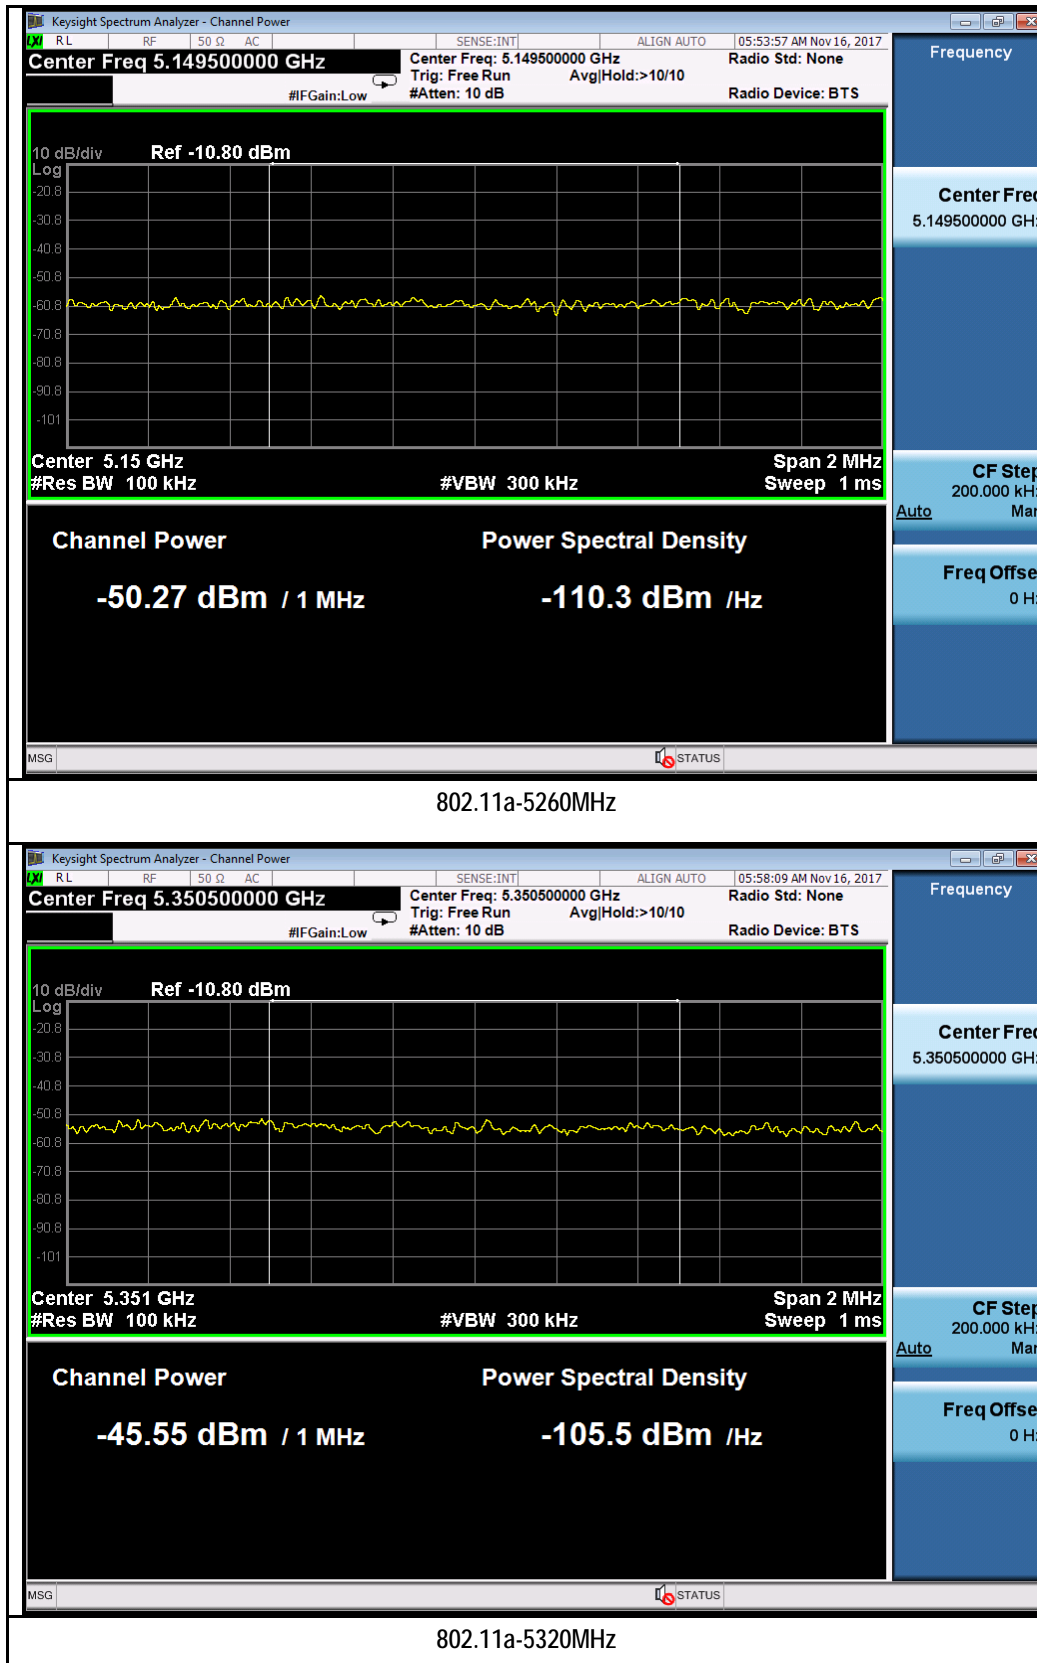 Keysight Spectrum Analyzer - Channel Power
LXI RL RF 50 Ω AC SENSE:INT ALIGN AUTO 05:53:57 AM Nov 16, 2017
Center Freq 5.149500000 GHz Center Freq: 5.149500000 GHz Radio Std: None Frequency
Trig: Free Run Avg|Hold:>10/10
#IFGain:Low #Atten: 10 dB Radio Device: BTS
10 dB/div Ref -10.80 dBm
Log
-20.8
-30.8
-40.8
-50.8
-60.8
-70.8
-80.8
-90.8
-101
Center Freq
5.149500000 GHz
Center 5.15 GHz Span 2 MHz
#Res BW 100 kHz #VBW 300 kHz Sweep 1 ms
CF Step
200.000 kHz
Auto Man
Channel Power Power Spectral Density
-50.27 dBm / 1 MHz -110.3 dBm /Hz
Freq Offse
0 Hz
MSG STATUS
802.11a-5260MHz
Keysight Spectrum Analyzer - Channel Power
LXI RL RF 50 Ω AC SENSE:INT ALIGN AUTO 05:58:09 AM Nov 16, 2017
Center Freq 5.350500000 GHz Center Freq: 5.350500000 GHz Radio Std: None Frequency
Trig: Free Run Avg|Hold:>10/10
#IFGain:Low #Atten: 10 dB Radio Device: BTS
10 dB/div Ref -10.80 dBm
Log
-20.8
-30.8
-40.8
-50.8
-60.8
-70.8
-80.8
-90.8
-101
Center Freq
5.350500000 GHz
Center 5.351 GHz Span 2 MHz
#Res BW 100 kHz #VBW 300 kHz Sweep 1 ms
CF Step
200.000 kHz
Auto Man
Channel Power Power Spectral Density
-45.55 dBm / 1 MHz -105.5 dBm /Hz
Freq Offse
0 Hz
MSG STATUS
802.11a-5320MHz